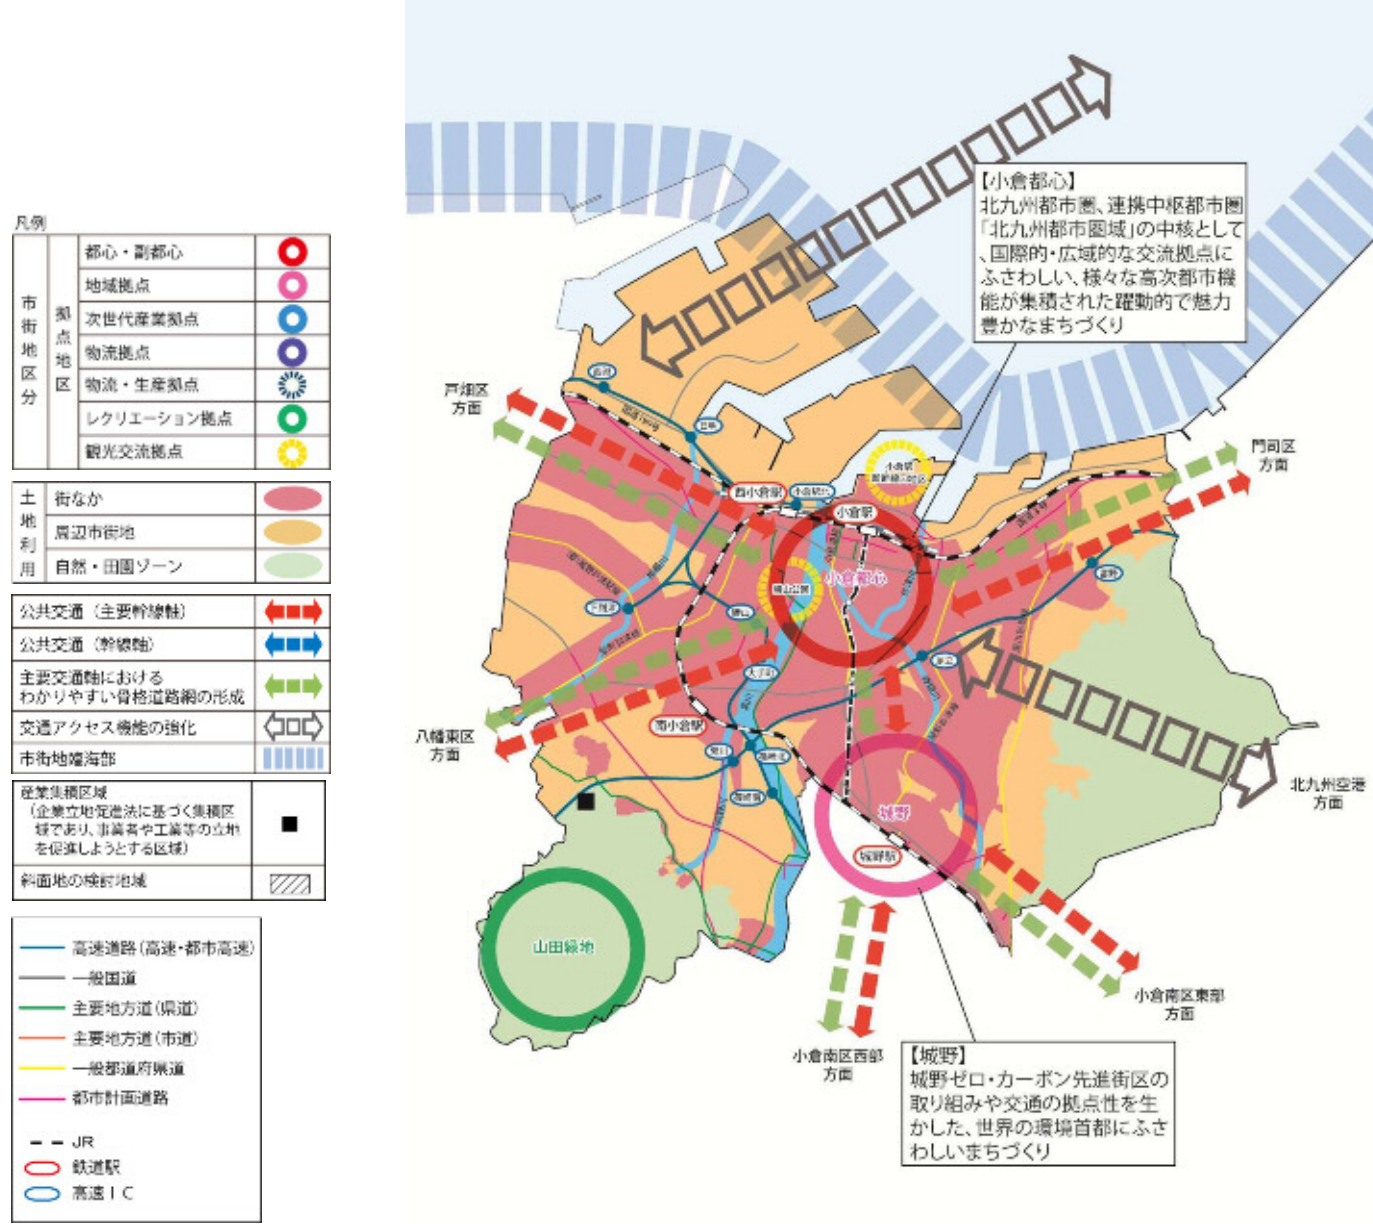 凡例
市街地区分
拠点地区
都心・副都心
地域拠点
次世代産業拠点
物流拠点
物流・生産拠点
レクリエーション拠点
観光交流拠点
土地利用
街なか
周辺市街地
自然・田園ゾーン
公共交通（主要幹線軸）
公共交通（幹線軸）
主要交通軸における
わかりやすい骨格道路網の形成
交通アクセス機能の強化
市街地臨海部
産業集積区域
（企業立地促進法に基づく集積区
域であり、事業者や工業等の立地
を促進しようとする区域）
斜面地の検討地域
高速道路（高速・都市高速）
一般国道
主要地方道（県道）
主要地方道（市道）
一般都道府県道
都市計画道路
JR
鉄道駅
高速ＩＣ
【小倉都心】
北九州都市圏、連携中枢都市圏
「北九州都市圏域」の中核として
、国際的・広域的な交流拠点に
ふさわしい、様々な高次都市機
能が集積された躍動的で魅力
豊かなまちづくり
戸畑区
方面
門司区
方面
西小倉駅
小倉駅北
小倉駅
小倉都心
勝山公園
下到津
勝山
大手町
足立
富野
日明
南小倉駅
八幡東区
方面
北九州空港
方面
城野
城野駅
山田緑地
小倉南区東部
方面
小倉南区西部
方面
【城野】
城野ゼロ・カーボン先進街区の
取り組みや交通の拠点性を生
かした、世界の環境首都にふさ
わしいまちづくり